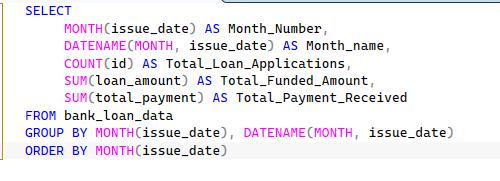 SELECT
MONTH(issue_date) AS Month_Number,
DATENAME(MONTH, issue_date) AS Month_name,
COUNT(id) AS Total_Loan_Applications,
SUM(loan_amount) AS Total_Funded_Amount,
SUM(total_payment) AS Total_Payment_Received
FROM bank_loan_data
GROUP BY MONTH(issue_date), DATENAME(MONTH, issue_date)
ORDER BY MONTH(issue_date)